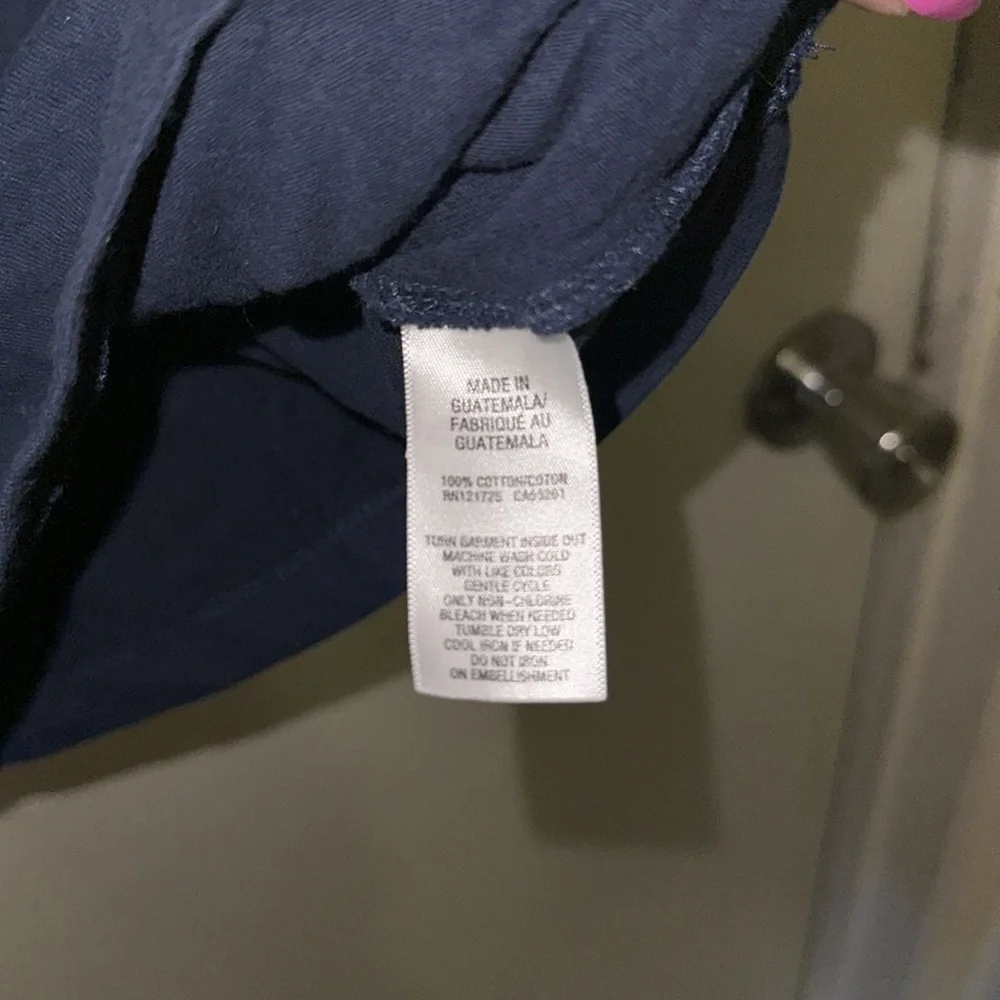 MADE IN
GUATEMALA/
FABRIQUÉ AU
GUATEMALA
100% COTTON/COTON
RN121725 CA55201
TURN GARMENT INSIDE OUT
MACHINE WASH COLD
WITH LIKE COLORS
GENTLE CYCLE
ONLY NON-CHLORINE
BLEACH WHEN NEEDED
TUMBLE DRY LOW
COOL IRON IF NEEDED
DO NOT IRON
ON EMBELLISHMENT